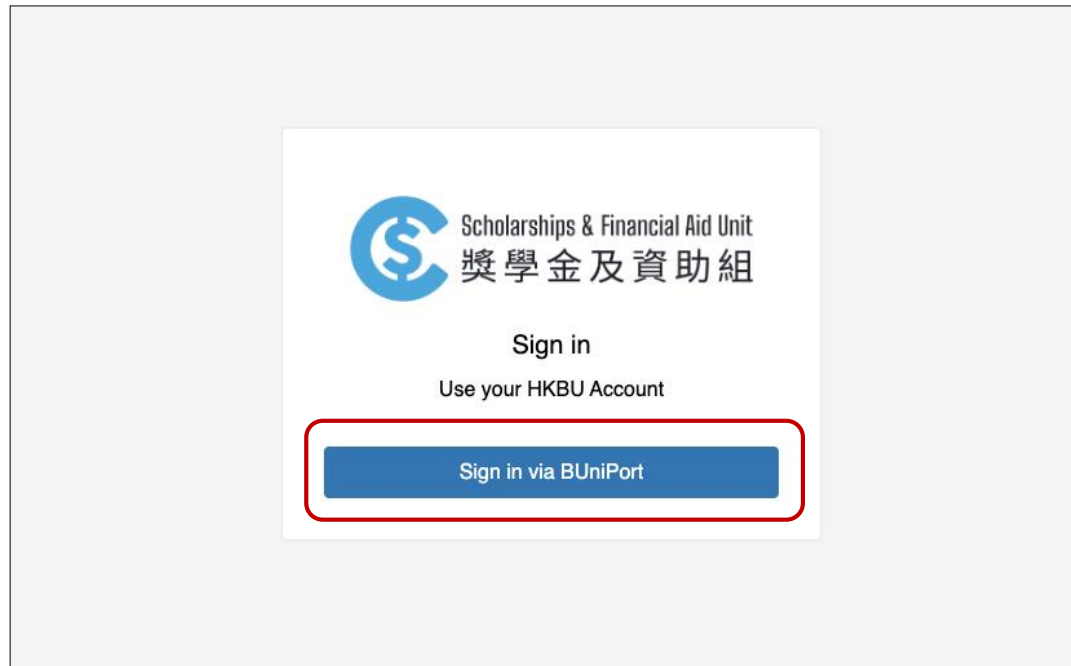 Scholarships & Financial Aid Unit
獎學金及資助組
Sign in
Use your HKBU Account
Sign in via BUniPort